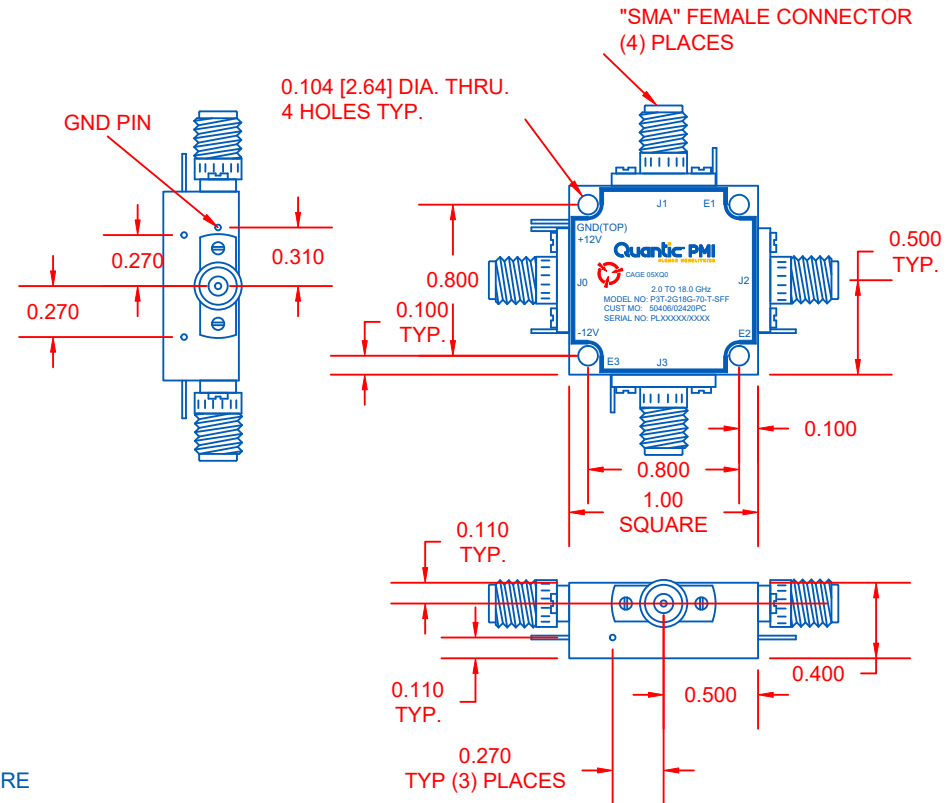 "SMA" FEMALE CONNECTOR
(4) PLACES
0.104 [2.64] DIA. THRU.
4 HOLES TYP.
GND PIN
0.270
0.310
0.270
0.800
0.100
TYP.
0.500
TYP.
J1
E1
GND(TOP)
+12V
Quantic PMI
PLANAR MONOLITHICS
CAGE 05XQ0
J0
J2
2.0 TO 18.0 GHz
MODEL NO: P3T-2G18G-70-T-SFF
CUST MO: 50406/02420PC
SERIAL NO: PLXXXXX/XXXX
-12V
E2
E3
J3
0.100
0.800
1.00
SQUARE
0.110
TYP.
0.110
TYP.
0.400
0.500
0.270
TYP (3) PLACES
RE